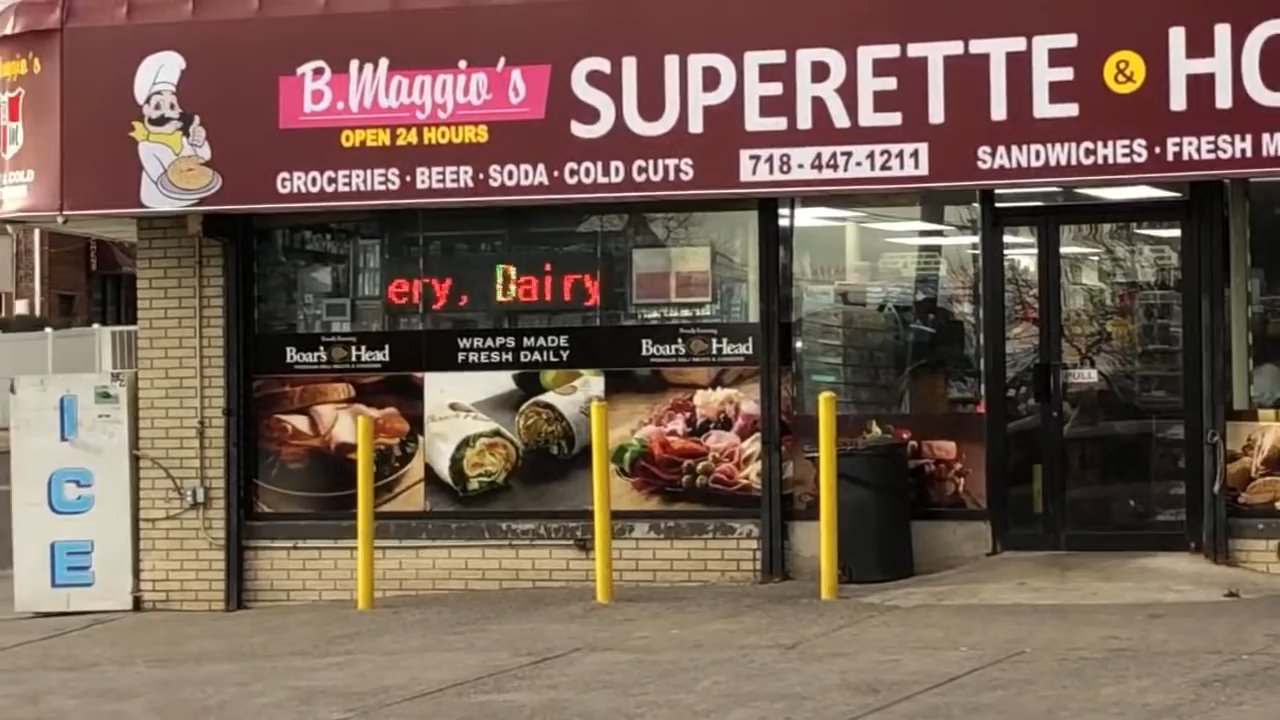 B.Maggio's
OPEN 24 HOURS
SUPERETTE & HO
GROCERIES · BEER · SODA · COLD CUTS
718-447-1211
SANDWICHES · FRESH M
ery, Dairy
Boar's Head
WRAPS MADE
FRESH DAILY
Boar's Head
PULL
ICE